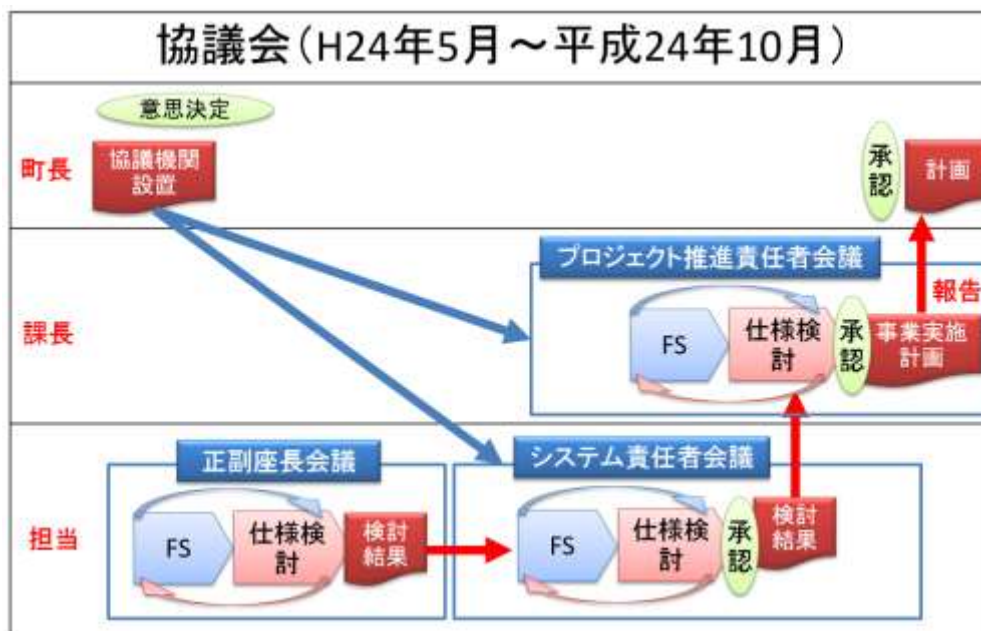 協議会(H24年5月～平成24年10月)
意思決定
町長
協議機関
設置
承
認
計画
プロジェクト推進責任者会議
報告
課長
FS
仕様検
討
承
認
事業実施
計画
正副座長会議
システム責任者会議
担当
FS
仕様検
討
検討
結果
FS
仕様検
討
承
認
検討
結果